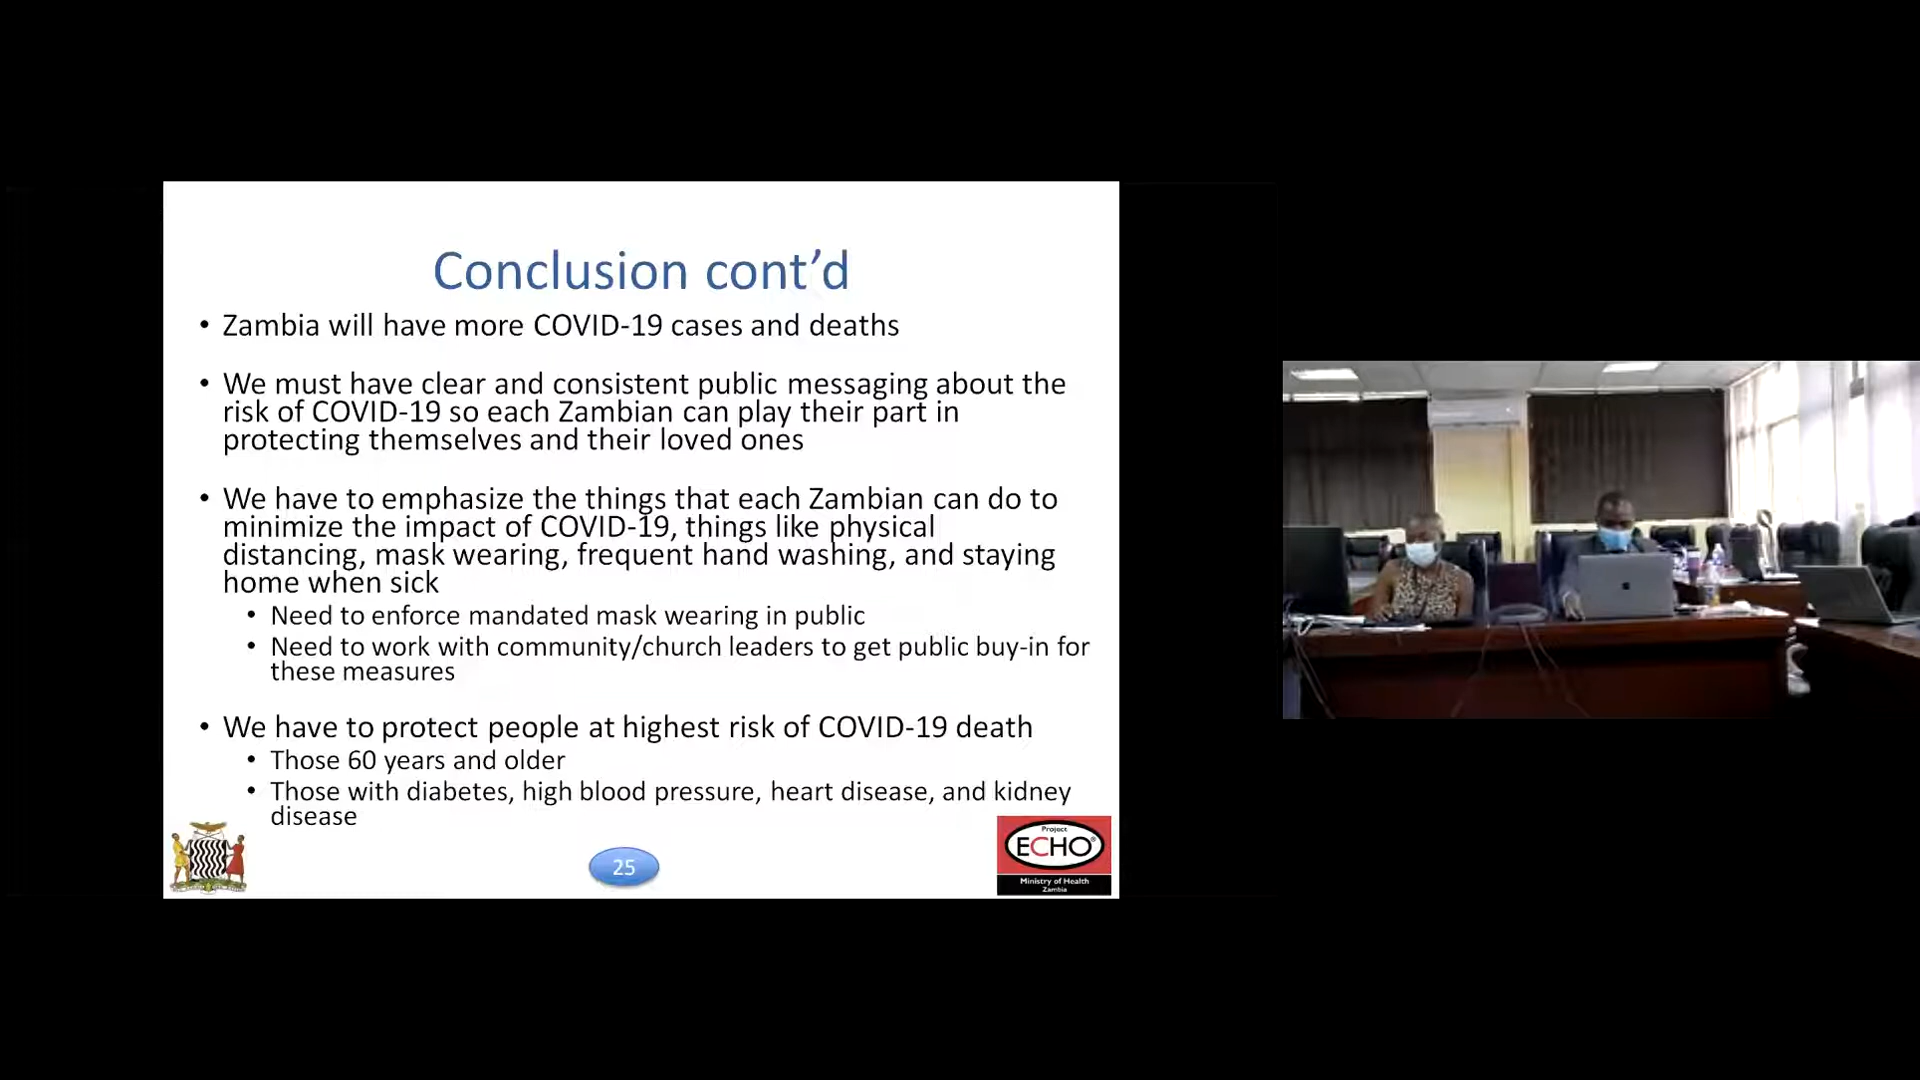 Conclusion cont’d
• Zambia will have more COVID-19 cases and deaths
• We must have clear and consistent public messaging about the
risk of COVID-19 so each Zambian can play their part in
protecting themselves and their loved ones
• We have to emphasize the things that each Zambian can do to
minimize the impact of COVID-19, things like physical
distancing, mask wearing, frequent hand washing, and staying
home when sick
• Need to enforce mandated mask wearing in public
• Need to work with community/church leaders to get public buy-in for
these measures
• We have to protect people at highest risk of COVID-19 death
• Those 60 years and older
• Those with diabetes, high blood pressure, heart disease, and kidney
disease
25
Project
ECHO®
Ministry of Health
Zambia